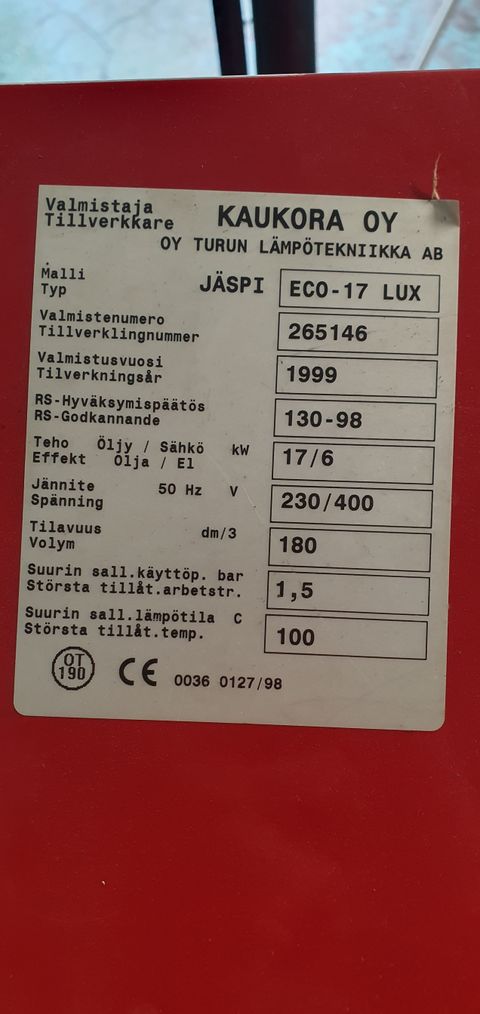 Valmistaja
Tillverkkare
KAUKORA OY
OY TURUN LÄMPÖTEKNIIKKA AB
Malli
Typ
JÄSPI
ECO-17 LUX
Valmistenumero
Tillverklingnummer
265146
Valmistusvuosi
Tilverkningsår
1999
RS-Hyväksymispäätös
RS-Godkannande
130-98
Teho Öljy / Sähkö kW
Effekt Olja / El
17/6
Jännite 50 Hz V
Spänning
230/400
Tilavuus dm/3
Volym
180
Suurin sall.käyttöp. bar
Största tillåt.arbetstr.
1,5
Suurin sall.lämpötila C
Största tillåt.temp.
100
OT
190
CE 0036 0127/98